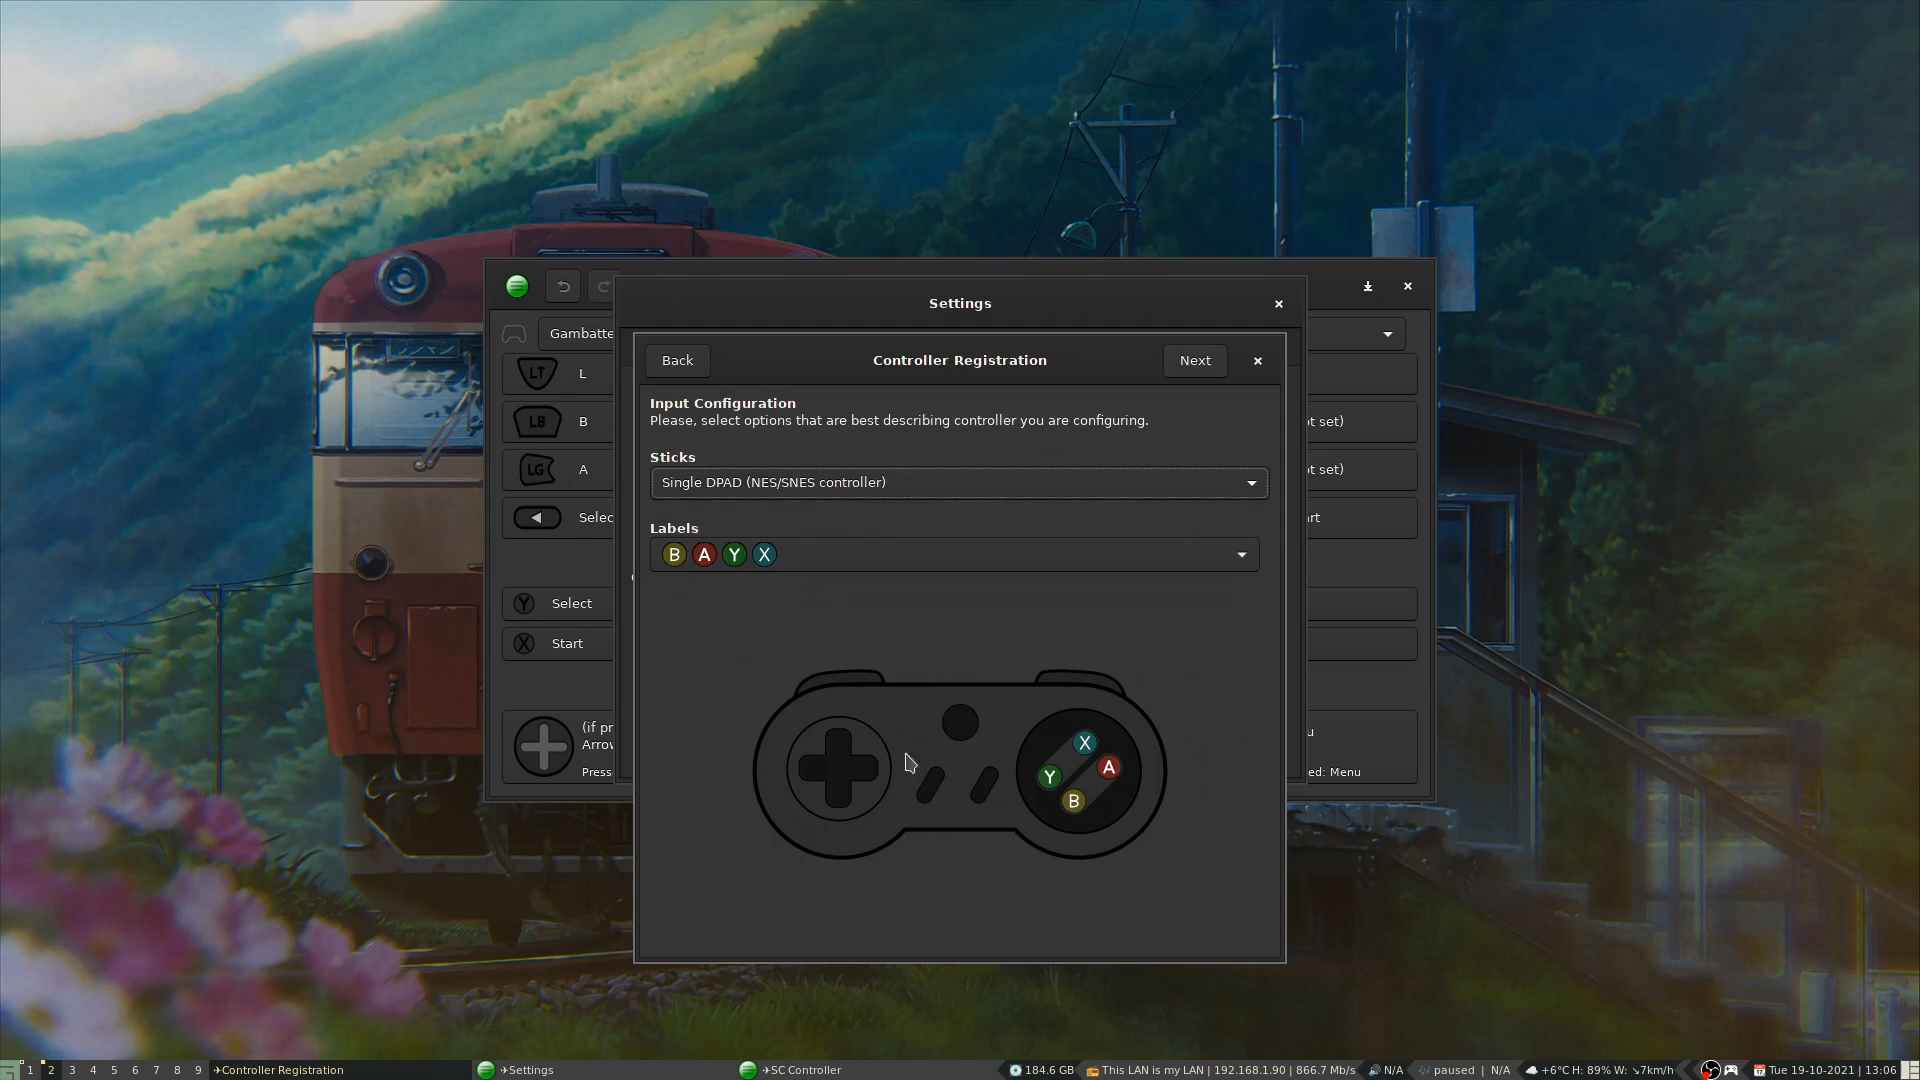 Settings
Gambatte
LT L
LB B
LG A
Selec
Y Select
X Start
(if pr
Arrow
Press
t set)
t set)
rt
u
ed: Menu
Back
Controller Registration
Next
Input Configuration
Please, select options that are best describing controller you are configuring.
Sticks
Single DPAD (NES/SNES controller)
Labels
B A Y X
X
Y A
B
1 2 3 4 5 6 7 8 9 Controller Registration Settings SC Controller 184.6 GB This LAN is my LAN | 192.168.1.90 | 866.7 Mb/s N/A paused | N/A +6°C H: 89% W: ↘7km/h Tue 19-10-2021 | 13:06